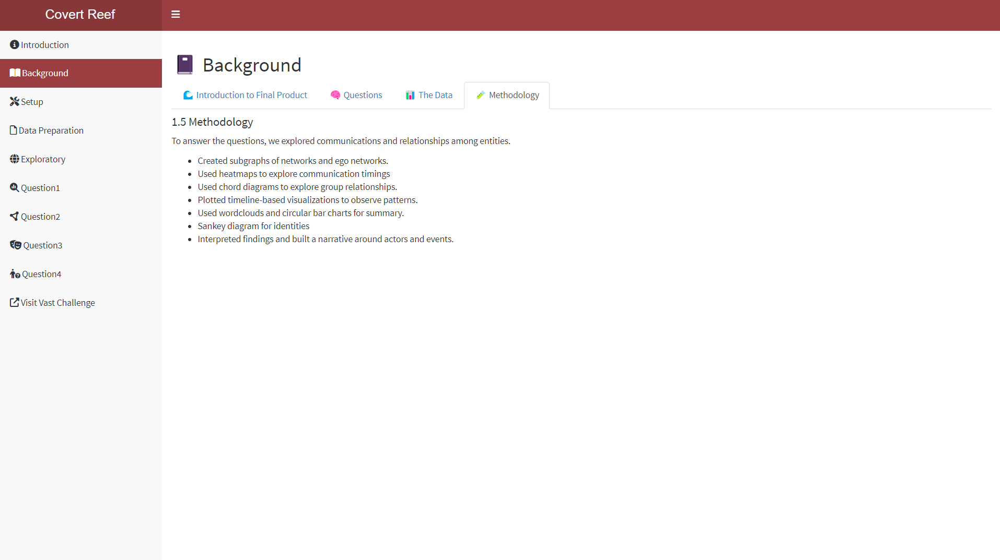 Covert Reef
Introduction
Background
Setup
Data Preparation
Exploratory
Question1
Question2
Question3
Question4
Visit Vast Challenge
Background
Introduction to Final Product Questions The Data Methodology
1.5 Methodology
To answer the questions, we explored communications and relationships among entities.
• Created subgraphs of networks and ego networks.
• Used heatmaps to explore communication timings
• Used chord diagrams to explore group relationships.
• Plotted timeline-based visualizations to observe patterns.
• Used wordclouds and circular bar charts for summary.
• Sankey diagram for identities
• Interpreted findings and built a narrative around actors and events.